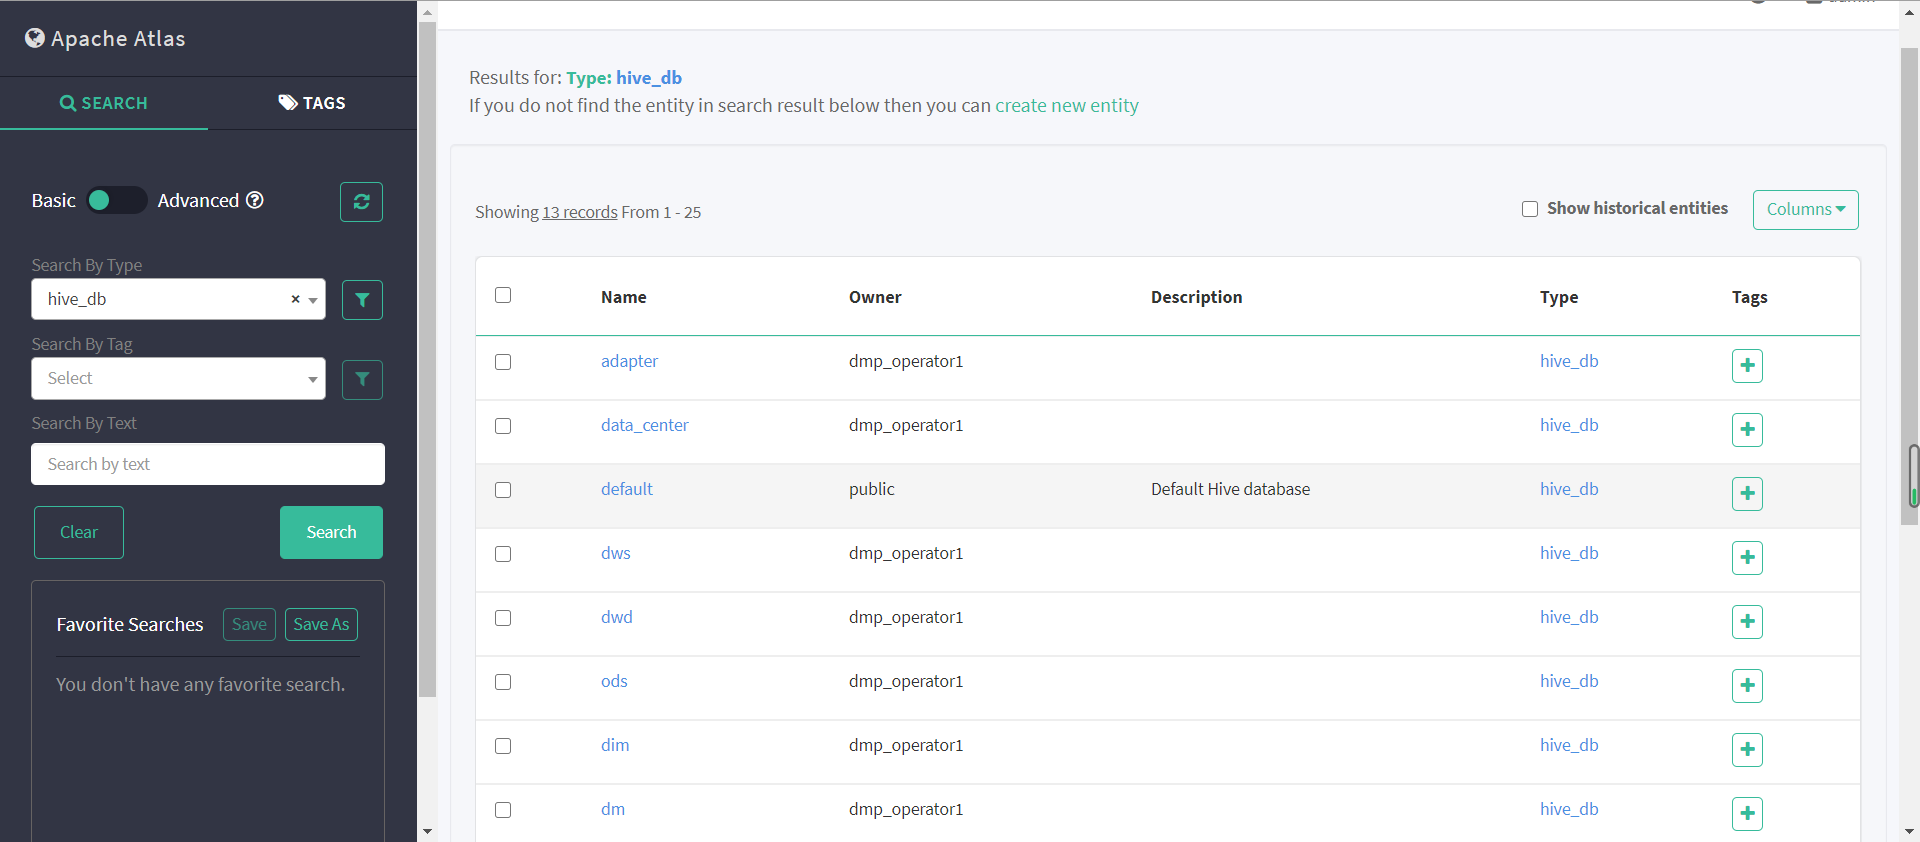 Apache Atlas
SEARCH
TAGS
Basic
Advanced
Search By Type
hive_db
×
Search By Tag
Select
Search By Text
Search by text
Clear
Search
Favorite Searches
Save
Save As
You don't have any favorite search.
Results for: Type: hive_db
If you do not find the entity in search result below then you can create new entity
Showing 13 records From 1 - 25
Show historical entities
Columns
Name Owner Description Type Tags
adapter dmp_operator1 hive_db
data_center dmp_operator1 hive_db
default public Default Hive database hive_db
dws dmp_operator1 hive_db
dwd dmp_operator1 hive_db
ods dmp_operator1 hive_db
dim dmp_operator1 hive_db
dm dmp_operator1 hive_db